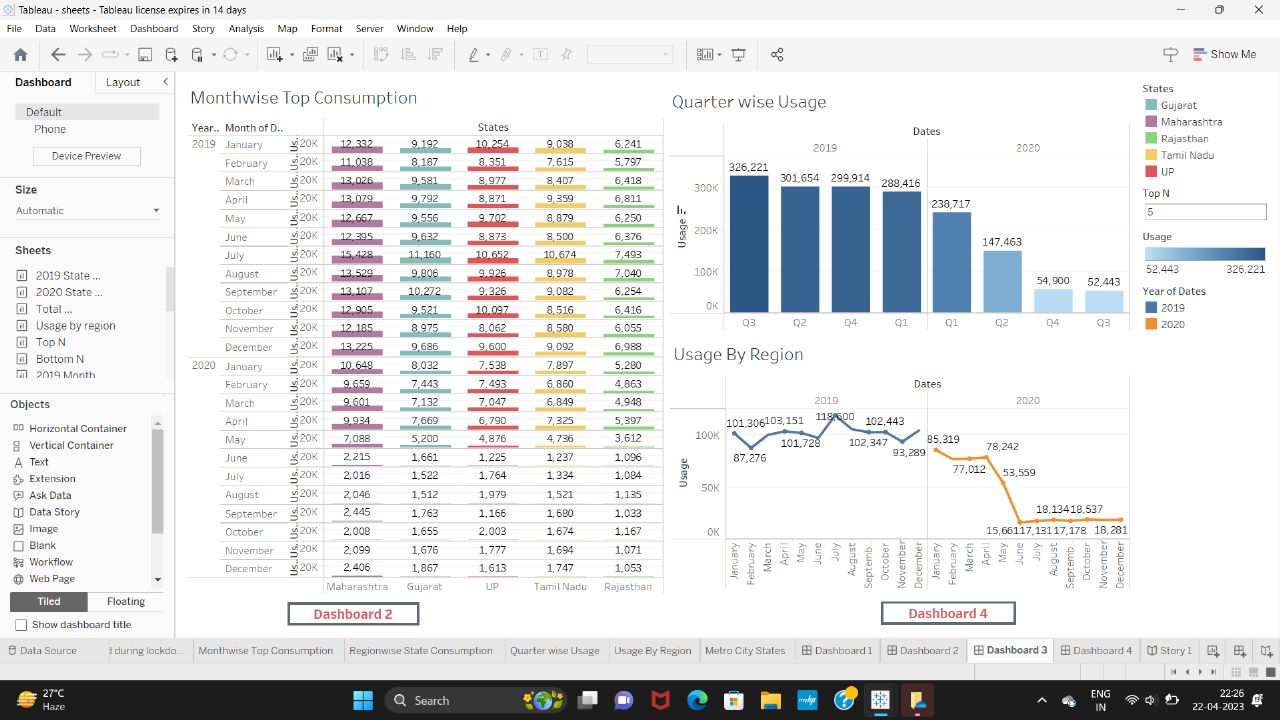 Tableau - sheets - Tableau license expires in 14 days
File Data Worksheet Dashboard Story Analysis Map Format Server Window Help
Show Me
Dashboard Layout
Default
Phone
Device Preview
Size
Automatic
Sheets
2019 State ...
2020 State ...
Total ...
Usage by region
Top N
Bottom N
2019 Month
Objects
Horizontal Container
Vertical Container
Text
Extension
Ask Data
Data Story
Image
Blank
Workflow
Web Page
Tiled Floating
Show dashboard title
Monthwise Top Consumption
States
Year.. Month of D..
2019 January Us.. 20K 12,332 9,192 10,254 9,038 6,241
February Us.. 20K 11,038 8,187 8,351 7,615 5,797
March Us.. 20K 13,026 9,581 8,977 8,407 6,418
April Us.. 20K 13,079 9,792 8,871 9,359 6,811
May Us.. 20K 12,667 9,556 9,702 8,879 6,250
June Us.. 20K 12,395 9,632 8,873 8,500 6,376
July Us.. 20K 15,428 11,160 10,652 10,674 7,493
August Us.. 20K 13,529 9,806 9,926 8,978 7,040
September Us.. 20K 13,107 10,272 9,326 9,082 6,254
October Us.. 20K 12,905 9,521 10,097 8,516 6,416
November Us.. 20K 12,185 8,975 8,062 8,580 6,055
December Us.. 20K 13,225 9,686 9,600 9,092 6,988
2020 January Us.. 20K 10,648 8,032 7,538 7,897 5,280
February Us.. 20K 9,659 7,443 7,493 6,860 4,863
March Us.. 20K 9,601 7,132 7,047 6,849 4,948
April Us.. 20K 9,934 7,669 6,790 7,325 5,397
May Us.. 20K 7,088 5,200 4,876 4,736 3,612
June Us.. 20K 2,215 1,661 1,225 1,237 1,096
July Us.. 20K 2,016 1,522 1,764 1,334 1,084
August Us.. 20K 2,046 1,512 1,979 1,521 1,135
September Us.. 20K 2,445 1,763 1,166 1,680 1,033
October Us.. 20K 2,008 1,655 2,003 1,674 1,167
November Us.. 20K 2,099 1,676 1,777 1,694 1,071
December Us.. 20K 2,406 1,867 1,613 1,747 1,053
Maharashtra Gujarat UP Tamil Nadu Rajasthan
Dashboard 2
Quarter wise Usage
Dates
2019 2020
Usage
300K
200K
100K
0K
326,221 301,654 299,914 288,416 238,717 147,463 54,900 52,443
Q3 Q2 Q4 Q1 Q1 Q2 Q4 Q3
Usage By Region
Dates
2019 2020
Usage
100K
50K
0K
101,306 103,151 118,600 102,443
87,276 101,728 102,347 93,289
85,319 78,242
77,012 53,559
18,134 18,537
15,661 17,131 17,178 18,281
January February March April May June July August Septemb.. October November December January February March April May June July August Septemb.. October November December
Dashboard 4
States
Gujarat
Maharashtra
Rajasthan
Tamil Nadu
UP
Top N
5
Usage
52,443 326,221
Year of Dates
2019
2020
Data Source d during lockdo... Monthwise Top Consumption Regionwise State Consumption Quarter wise Usage Usage By Region Metro City States Dashboard 1 Dashboard 2 Dashboard 3 Dashboard 4 Story 1
27°C
Haze
Search
ENG
IN
22:26
22-04-2023